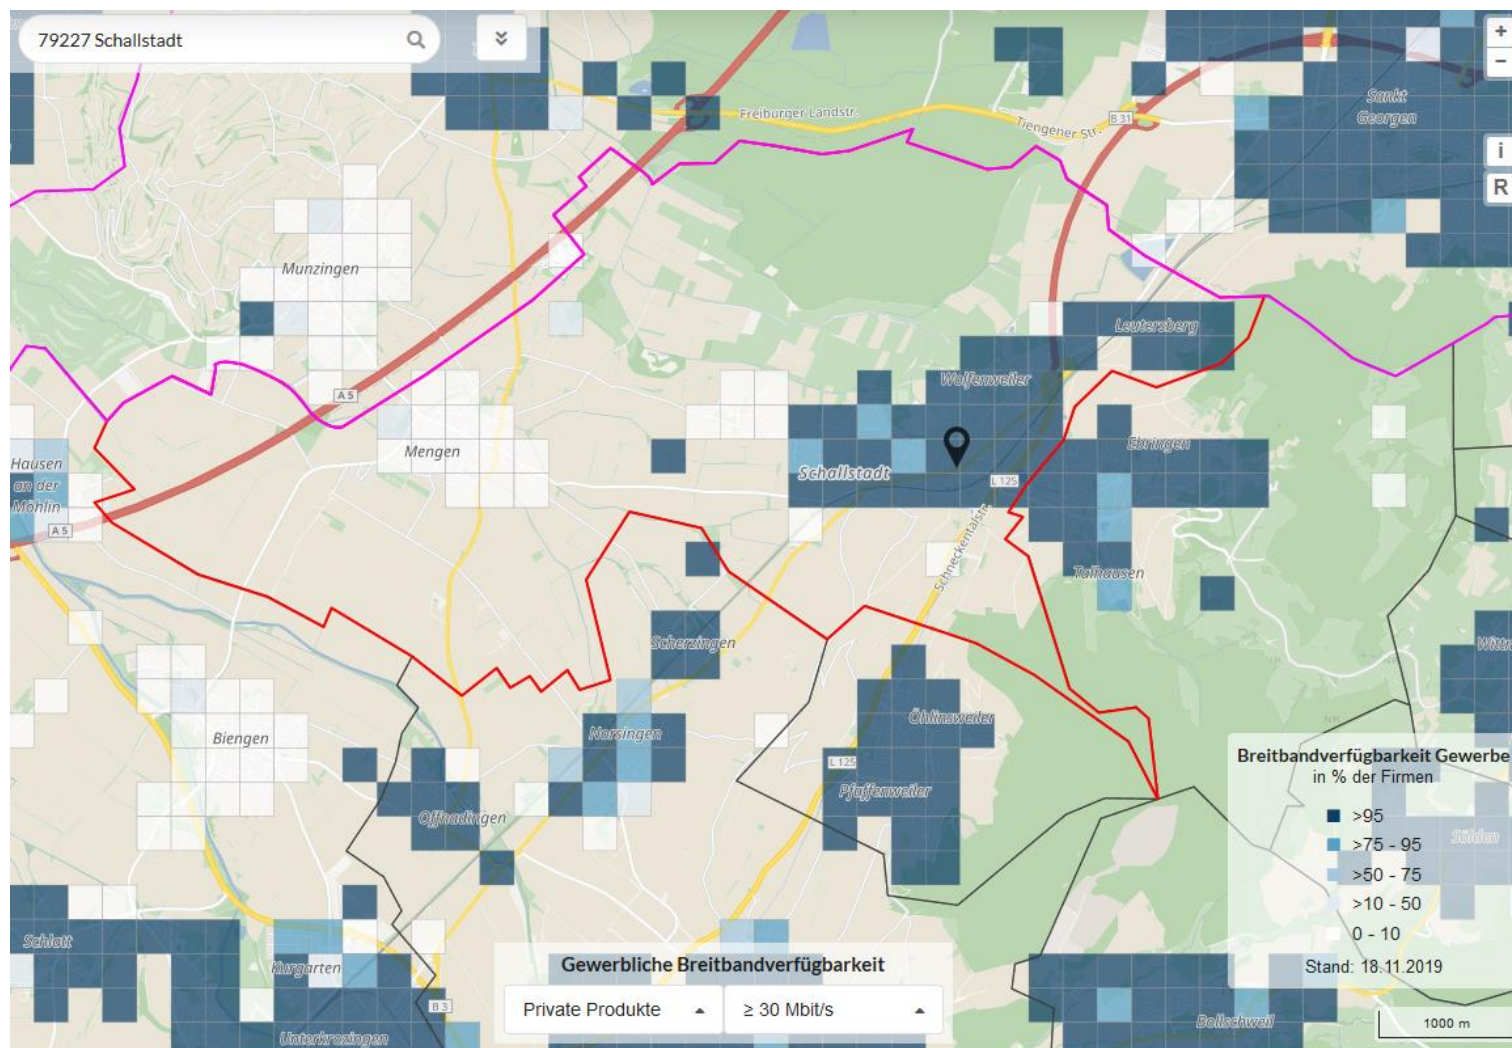 79227 Schallstadt
Freiburger Landstr.
Tiengener Str.
B 31
Sankt
Georgen
+
−
i
R
Munzingen
Leutersberg
Wolfenweiler
A 5
Mengen
Ebringen
Hausen
an der
Möhlin
Schallstadt
L 125
A 5
Schneckentalstr.
Talhausen
Scherzingen
Öhlinsweiler
Norsingen
Biengen
L 125
Pfaffenweiler
Offnadingen
Breitbandverfügbarkeit Gewerbe
in % der Firmen
>95
>75 - 95
>50 - 75
>10 - 50
0 - 10
Stand: 18.11.2019
Sölden
Schlatt
Kurgarten
Gewerbliche Breitbandverfügbarkeit
Private Produkte
≥ 30 Mbit/s
B 3
Unterkrozingen
Bollschweil
1000 m